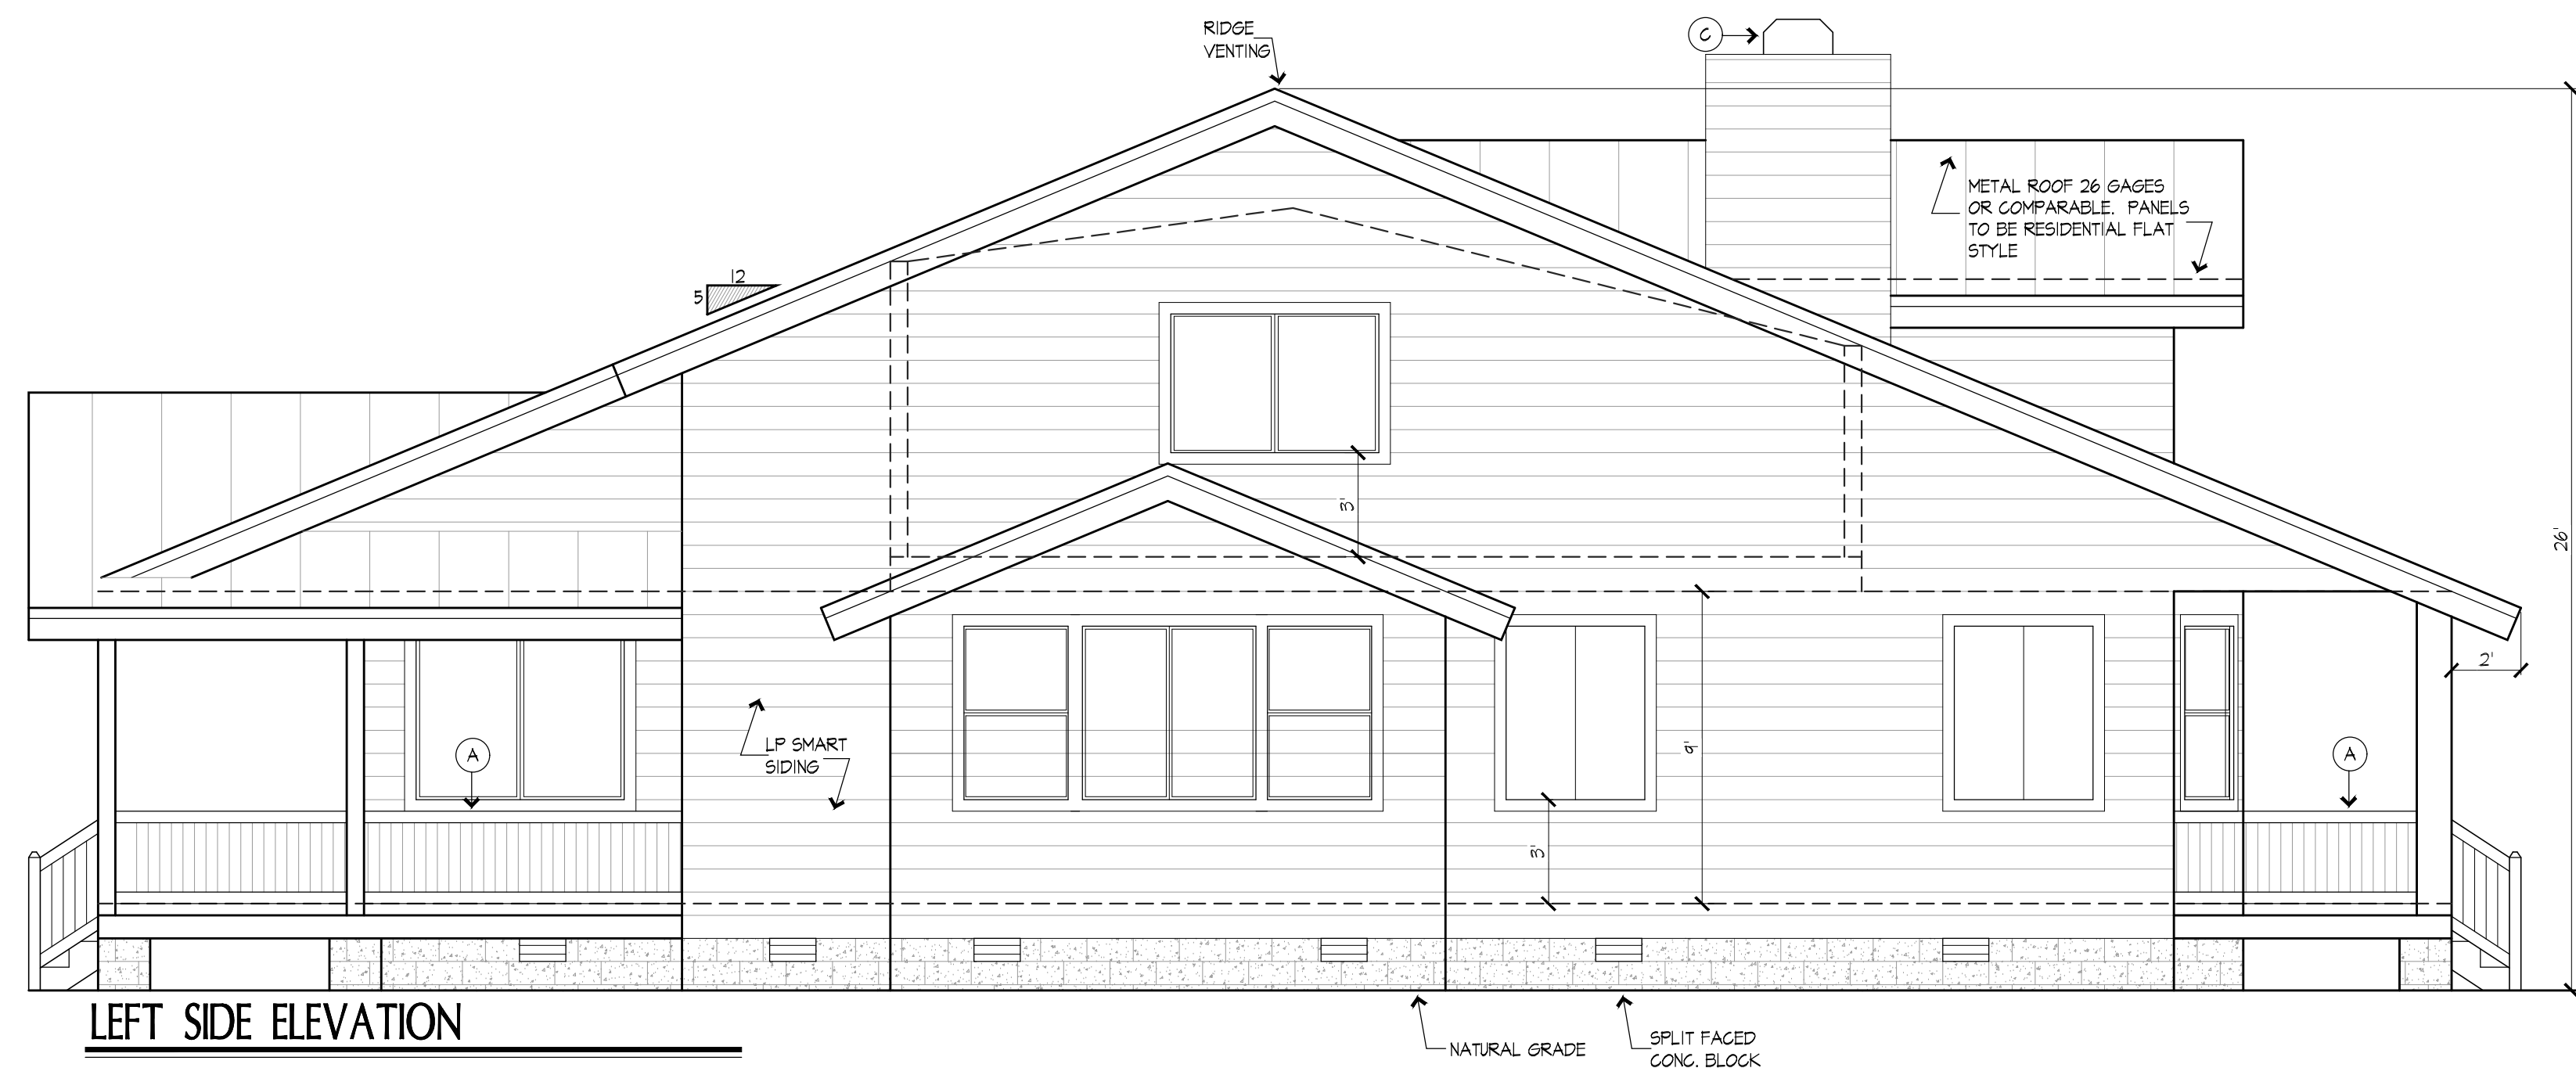 RIDGE
VENTING
C
METAL ROOF 26 GAGES
OR COMPARABLE. PANELS
TO BE RESIDENTIAL FLAT
STYLE
12
5
3'
26'
2'
LP SMART
SIDING
A
9'
A
3'
LEFT SIDE ELEVATION
NATURAL GRADE
SPLIT FACED
CONC. BLOCK